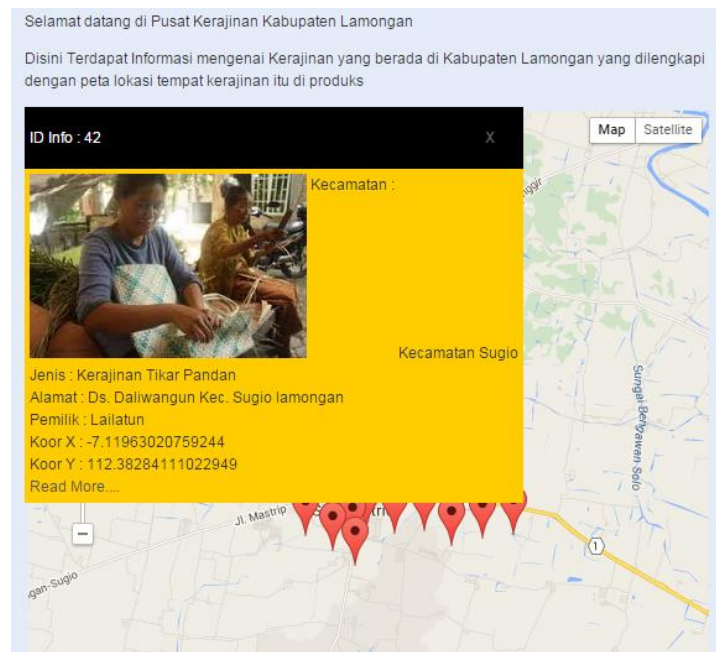 Selamat datang di Pusat Kerajinan Kabupaten Lamongan
Disini Terdapat Informasi mengenai Kerajinan yang berada di Kabupaten Lamongan yang dilengkapi
dengan peta lokasi tempat kerajinan itu di produks
ID Info : 42
X
Map Satellite
Kecamatan :
Kecamatan Sugio
Jenis : Kerajinan Tikar Pandan
Alamat : Ds. Daliwangun Kec. Sugio lamongan
Pemilik : Lailatun
Koor X : -7.11963020759244
Koor Y : 112.38284111022949
Read More....
Sungai Bengawan Solo
Jl. Mastrip
1
gan-Sugio